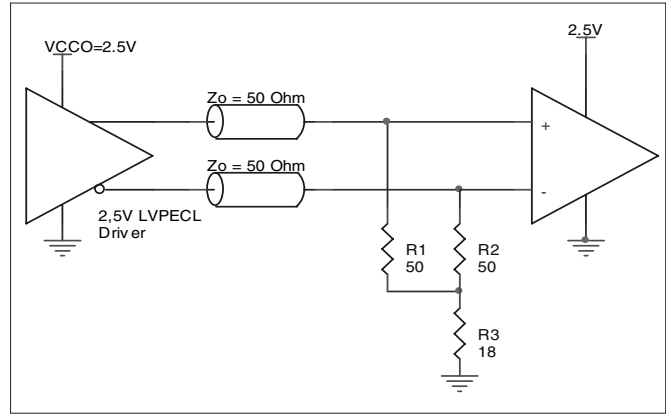 VCCO=2.5V
2.5V
Zo = 50 Ohm
+
Zo = 50 Ohm
-
2,5V LVPECL
Driver
R1
50
R2
50
R3
18